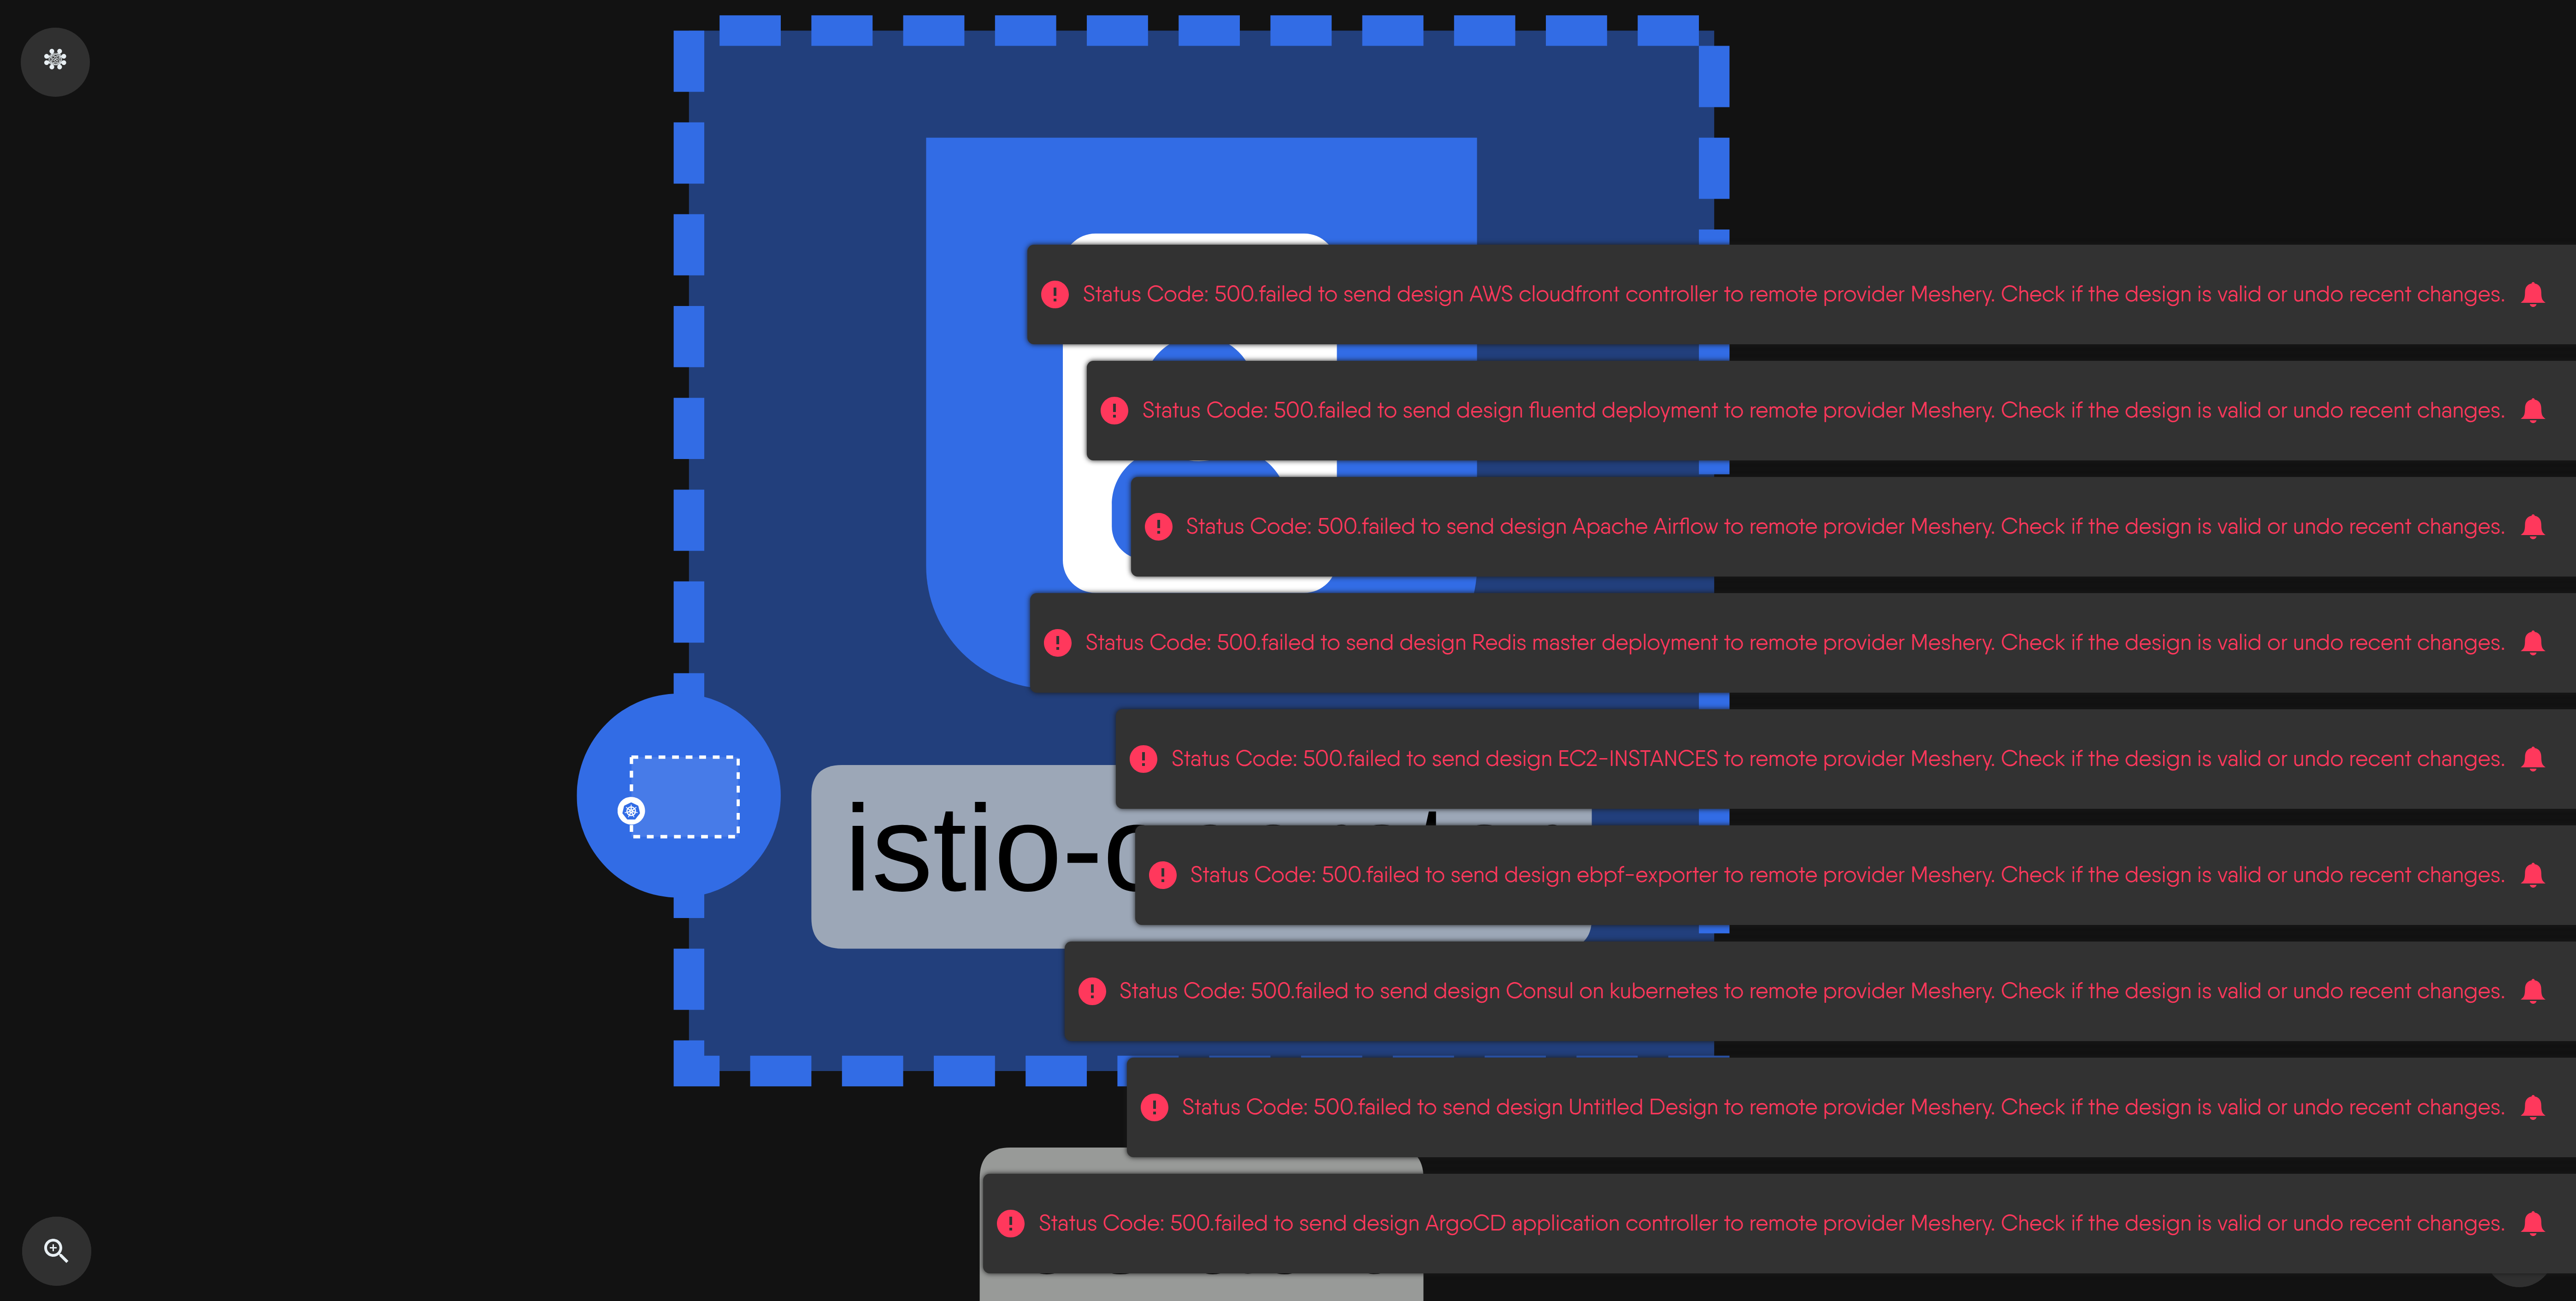 Status Code: 500.failed to send design AWS cloudfront controller to remote provider Meshery. Check if the design is valid or undo recent changes.
Status Code: 500.failed to send design fluentd deployment to remote provider Meshery. Check if the design is valid or undo recent changes.
Status Code: 500.failed to send design Apache Airflow to remote provider Meshery. Check if the design is valid or undo recent changes.
Status Code: 500.failed to send design Redis master deployment to remote provider Meshery. Check if the design is valid or undo recent changes.
Status Code: 500.failed to send design EC2-INSTANCES to remote provider Meshery. Check if the design is valid or undo recent changes.
istio-
Status Code: 500.failed to send design ebpf-exporter to remote provider Meshery. Check if the design is valid or undo recent changes.
Status Code: 500.failed to send design Consul on kubernetes to remote provider Meshery. Check if the design is valid or undo recent changes.
Status Code: 500.failed to send design Untitled Design to remote provider Meshery. Check if the design is valid or undo recent changes.
Status Code: 500.failed to send design ArgoCD application controller to remote provider Meshery. Check if the design is valid or undo recent changes.